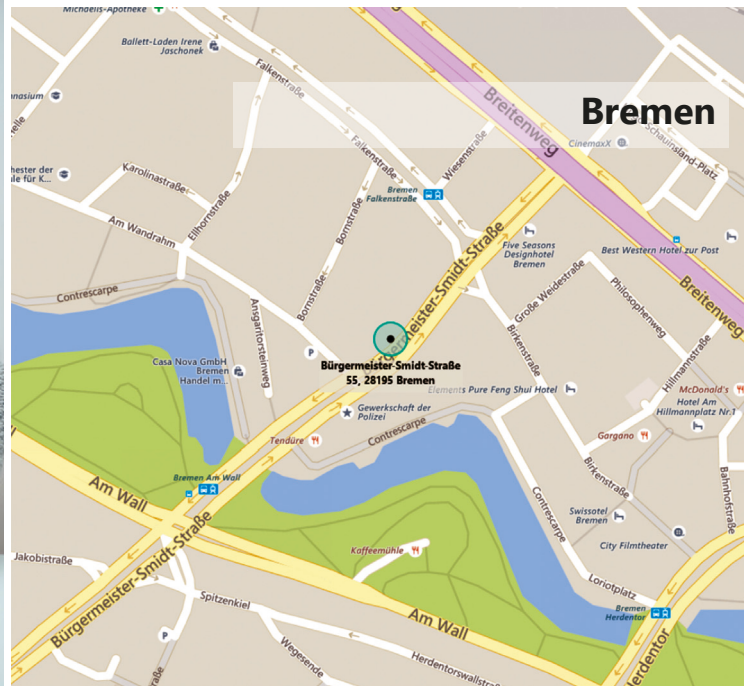 Michaelis-Apotheke
Ballett-Laden Irene
Jaschonek
Falkenstraße
Bremen
Breitenweg
CinemaxX
Schauinsland-Platz
Karolinastraße
Falkenstraße
Wiesenstraße
Bremen
Falkenstraße
Ellhornstraße
Bornstraße
Am Wandrahm
Five Seasons
Designhotel
Bremen
Best Western Hotel zur Post
Bürgermeister-Smidt-Straße
Contrescarpe
Ansgaritorsteinweg
Bornstraße
Große Weidestraße
Philosophenweg
Breitenweg
Birkenstraße
Hillmannstraße
P
Casa Nova GmbH
Bremen
Handel m...
Bürgermeister-Smidt-Straße
55, 28195 Bremen
Elements Pure Feng Shui Hotel
McDonald's
Hotel Am
Hillmannplatz Nr.1
Gewerkschaft der
Polizei
Tendüre
Contrescarpe
Gargano
Birkenstraße
Bahnhofstraße
Bremen Am Wall
Am Wall
Contrescarpe
Swissotel
Bremen
City Filmtheater
Kaffeemühle
Jakobistraße
Bürgermeister-Smidt-Straße
Loriotplatz
Spitzenkiel
Bremen
Herdentor
Am Wall
P
Wegesende
Herdentorswallstraße
Herdentor